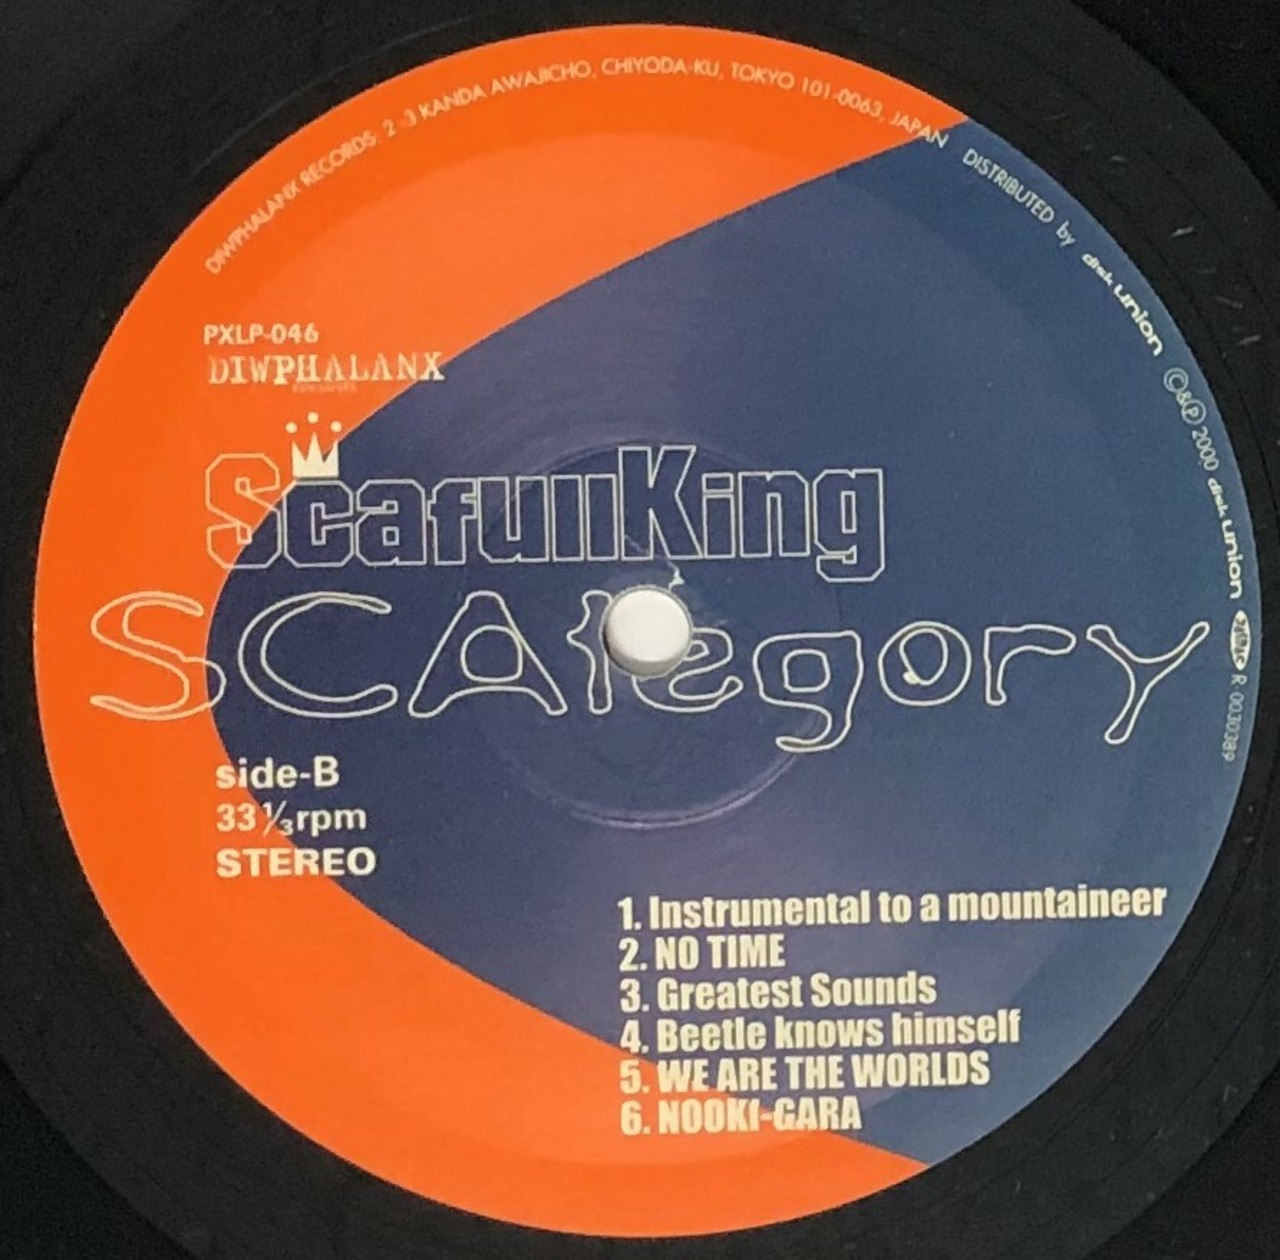 DIWPHALANX RECORDS. 2-3 KANDA AWAJICHO, CHIYODA-KU, TOKYO 101-0063, JAPAN DISTRIBUTED by disk union ©&℗ 2000 disk union R-0030389
PXLP-046
DIWPHALANX
ScafullKing
SCAtegory
side-B
33⅓rpm
STEREO
1. Instrumental to a mountaineer
2. NO TIME
3. Greatest Sounds
4. Beetle knows himself
5. WE ARE THE WORLDS
6. NOOKI-GARA